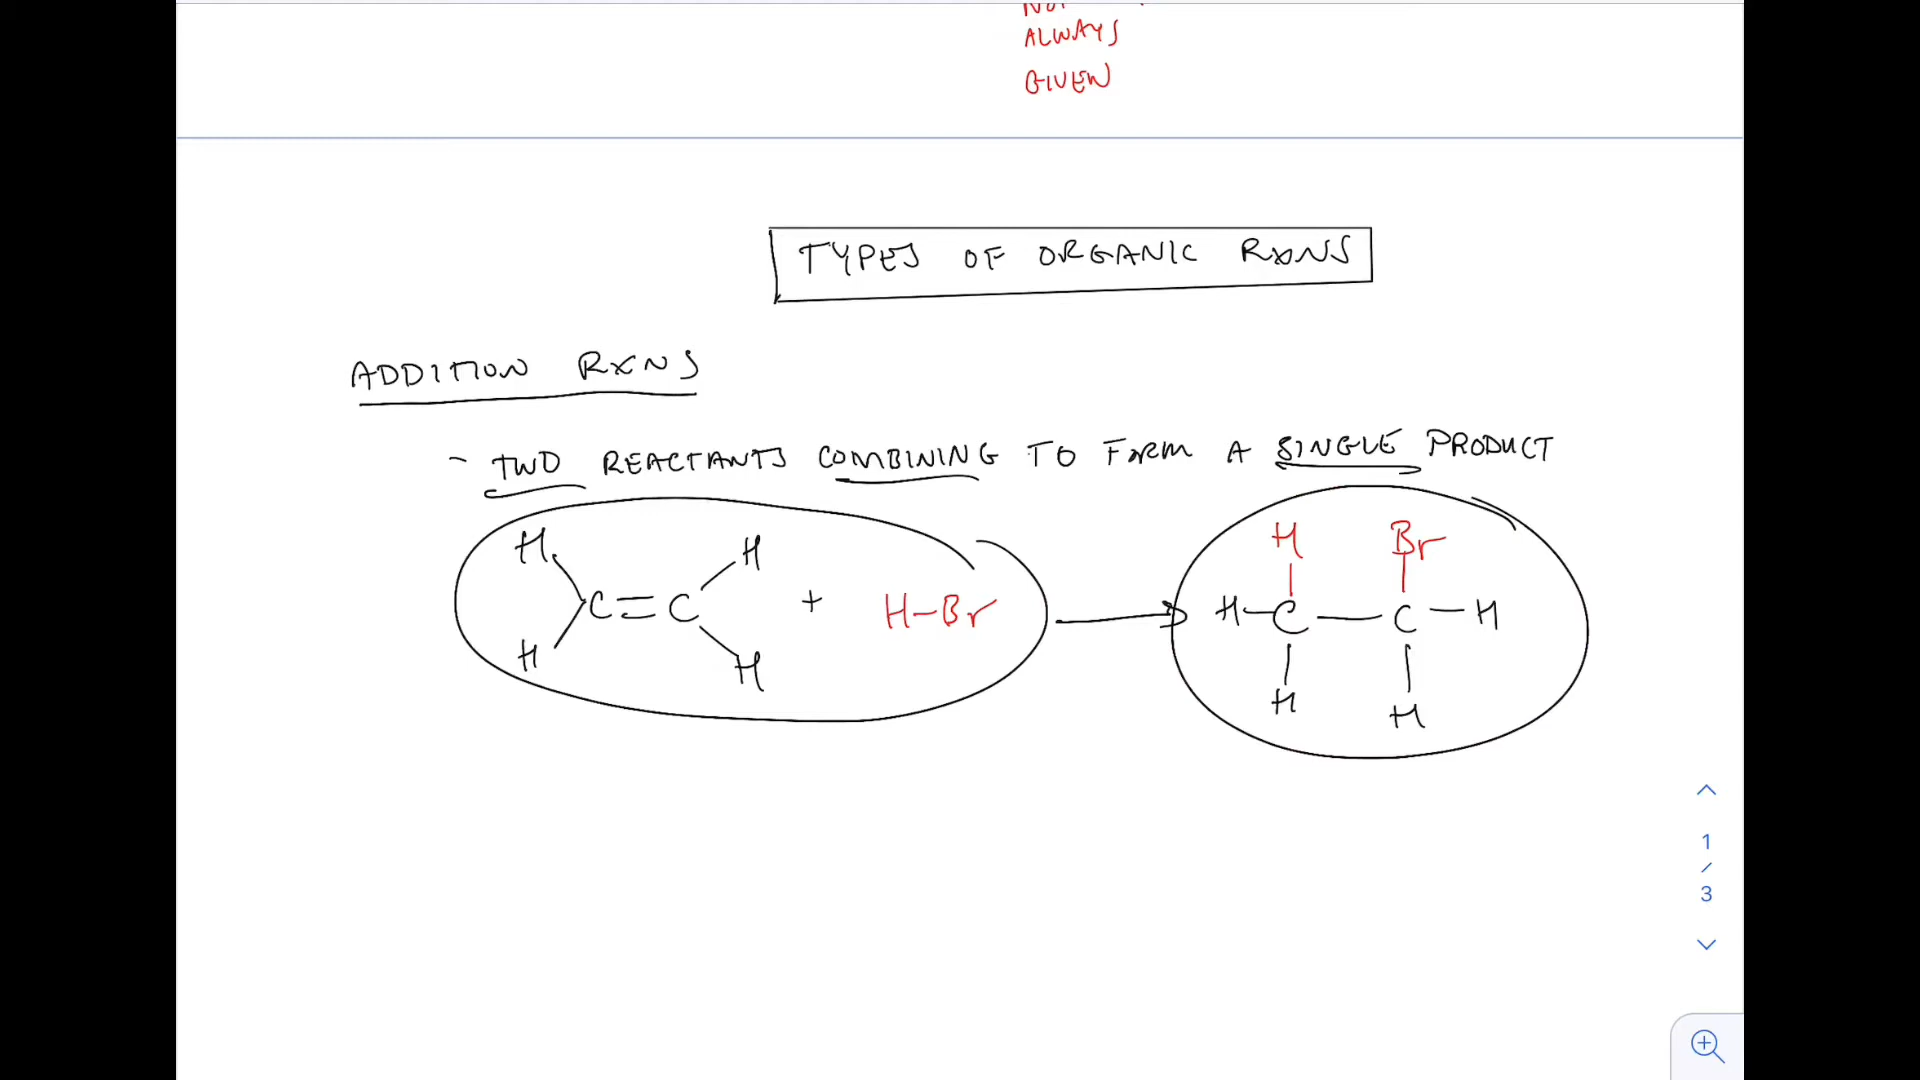 ALWAYS
GIVEN
TYPES OF ORGANIC RXNS
ADDITION RXNS
- TWO REACTANTS COMBINING TO FORM A SINGLE PRODUCT
H H H Br
C=C + H-Br → H-C-C-H
H H H H
1
/
3